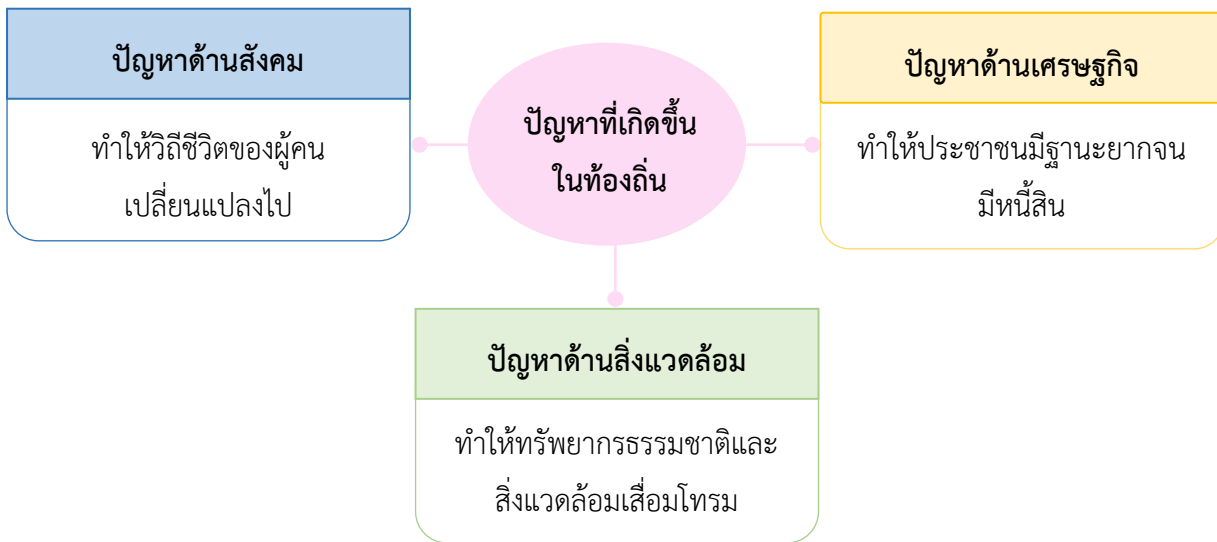 ปัญหาด้านสังคม
ทำให้วิถีชีวิตของผู้คน
เปลี่ยนแปลงไป
ปัญหาที่เกิดขึ้น
ในท้องถิ่น
ปัญหาด้านเศรษฐกิจ
ทำให้ประชาชนมีฐานะยากจน
มีหนี้สิน
ปัญหาด้านสิ่งแวดล้อม
ทำให้ทรัพยากรธรรมชาติและ
สิ่งแวดล้อมเสื่อมโทรม